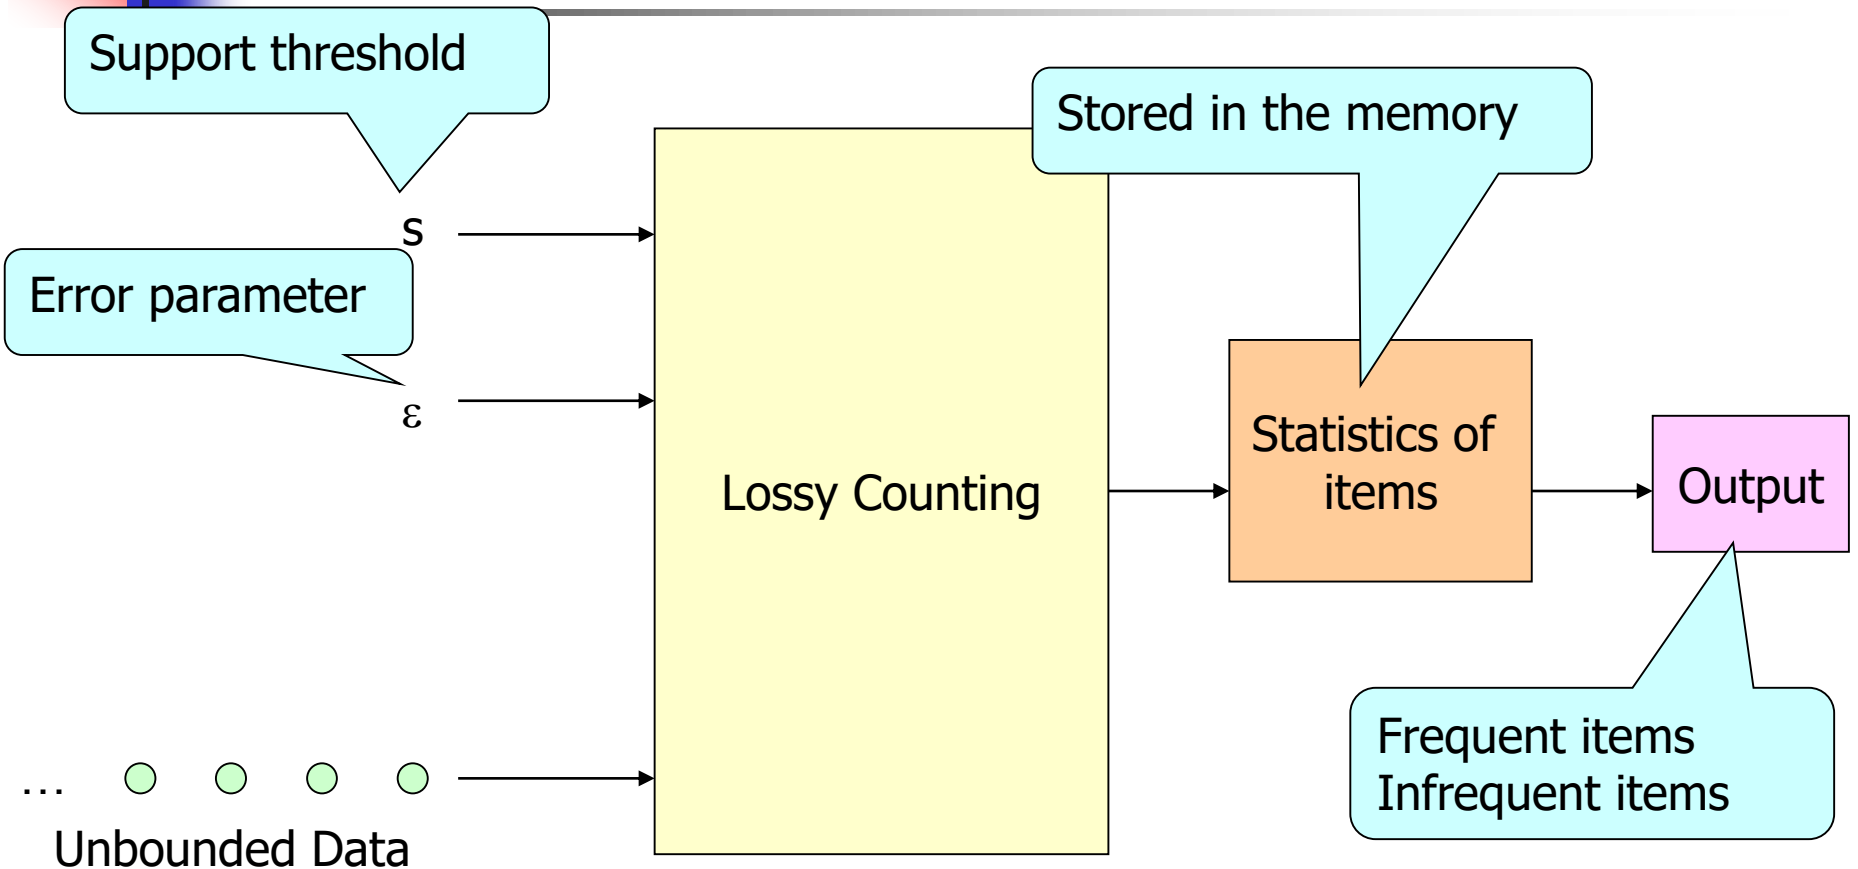 Support threshold
Stored in the memory
s
Error parameter
ε
Statistics of
items
Lossy Counting
Output
Frequent items
Infrequent items
…
Unbounded Data